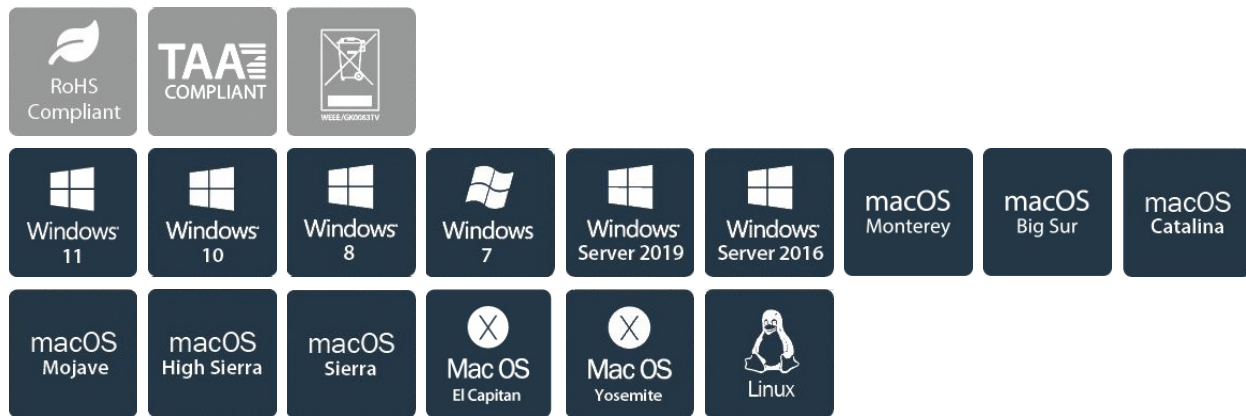 RoHS
Compliant
TAA
COMPLIANT
WEEE/GK0063TV
Windows
11
Windows
10
Windows
8
Windows
7
Windows
Server 2019
Windows
Server 2016
macOS
Monterey
macOS
Big Sur
macOS
Catalina
macOS
Mojave
macOS
High Sierra
macOS
Sierra
X
Mac OS
El Capitan
X
Mac OS
Yosemite
Linux